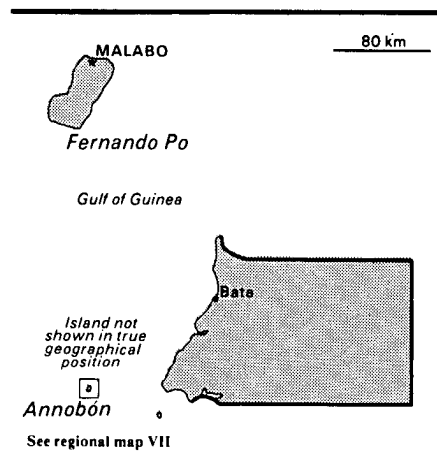 MALABO
80 km
Fernando Po
Gulf of Guinea
Bata
Island not
shown in true
geographical
position
Annobón
See regional map VII